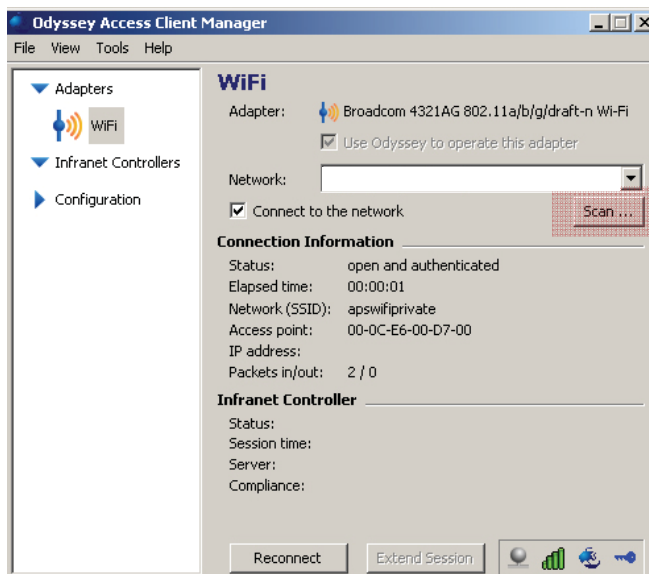 Odyssey Access Client Manager
File View Tools Help
Adapters
WiFi
Infranet Controllers
Configuration
WiFi
Adapter: Broadcom 4321AG 802.11a/b/g/draft-n Wi-Fi
Use Odyssey to operate this adapter
Network:
Connect to the network
Scan ...
Connection Information
Status: open and authenticated
Elapsed time: 00:00:01
Network (SSID): apswifiprivate
Access point: 00-0C-E6-00-D7-00
IP address:
Packets in/out: 2 / 0
Infranet Controller
Status:
Session time:
Server:
Compliance:
Reconnect Extend Session